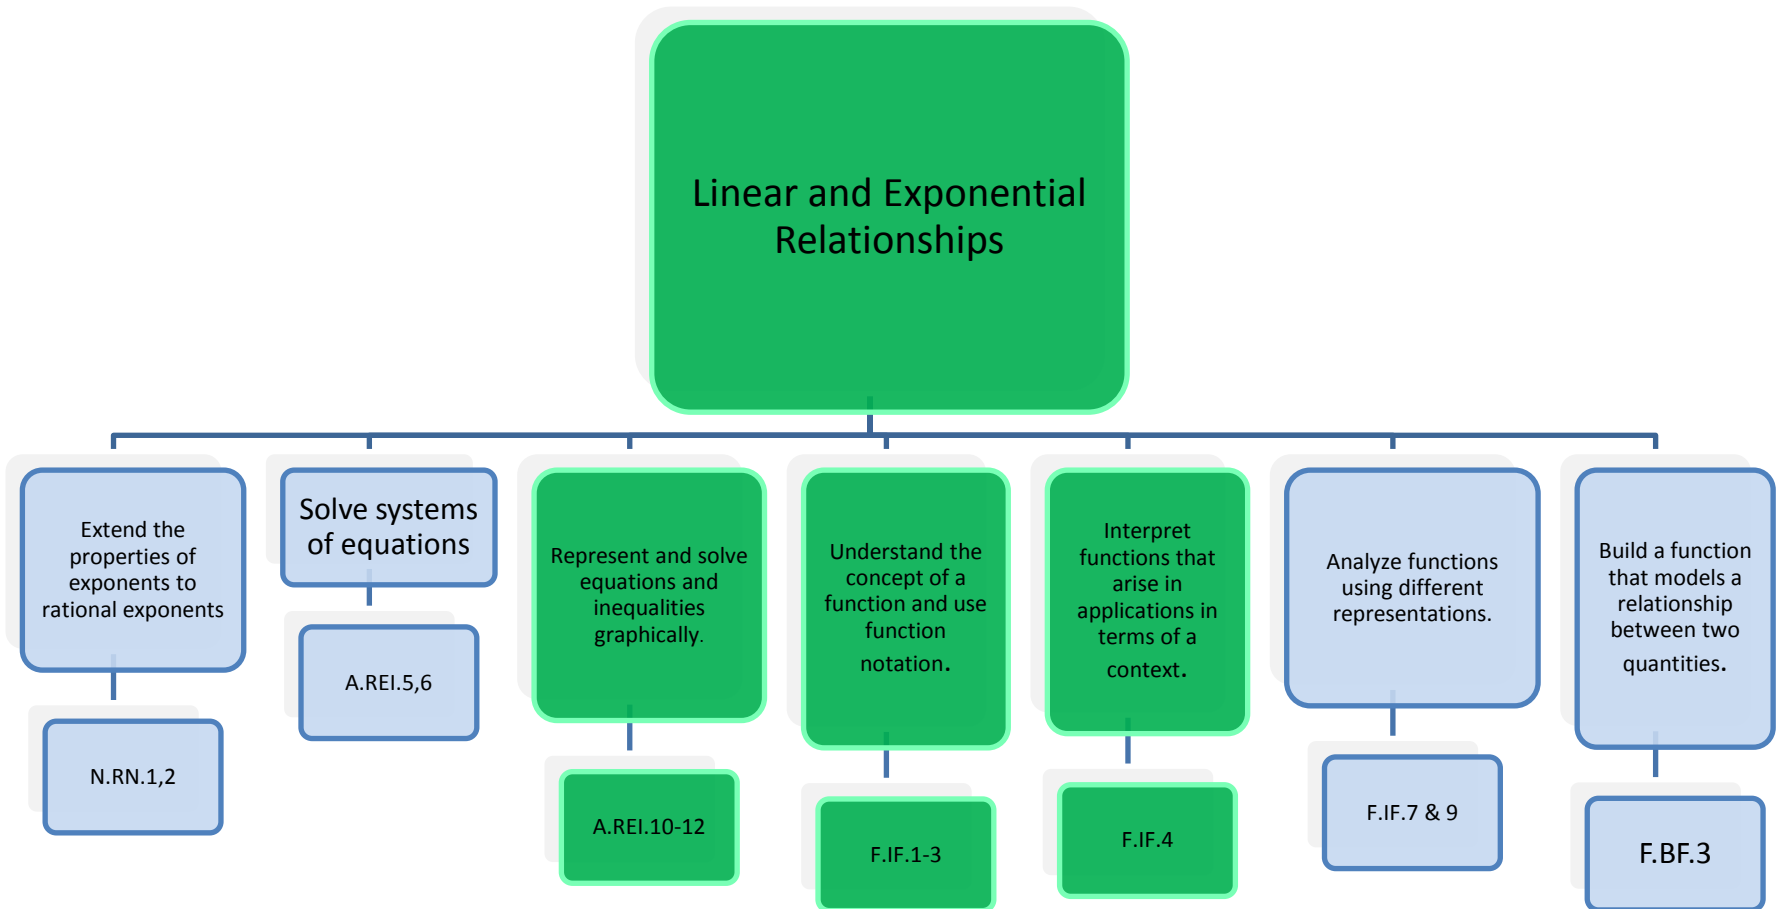 Linear and Exponential
Relationships
Extend the
properties of
exponents to
rational exponents
N.RN.1,2
Solve systems
of equations
A.REI.5,6
Represent and solve
equations and
inequalities
graphically.
A.REI.10-12
Understand the
concept of a
function and use
function
notation.
F.IF.1-3
Interpret
functions that
arise in
applications in
terms of a
context.
F.IF.4
Analyze functions
using different
representations.
F.IF.7 & 9
Build a function
that models a
relationship
between two
quantities.
F.BF.3